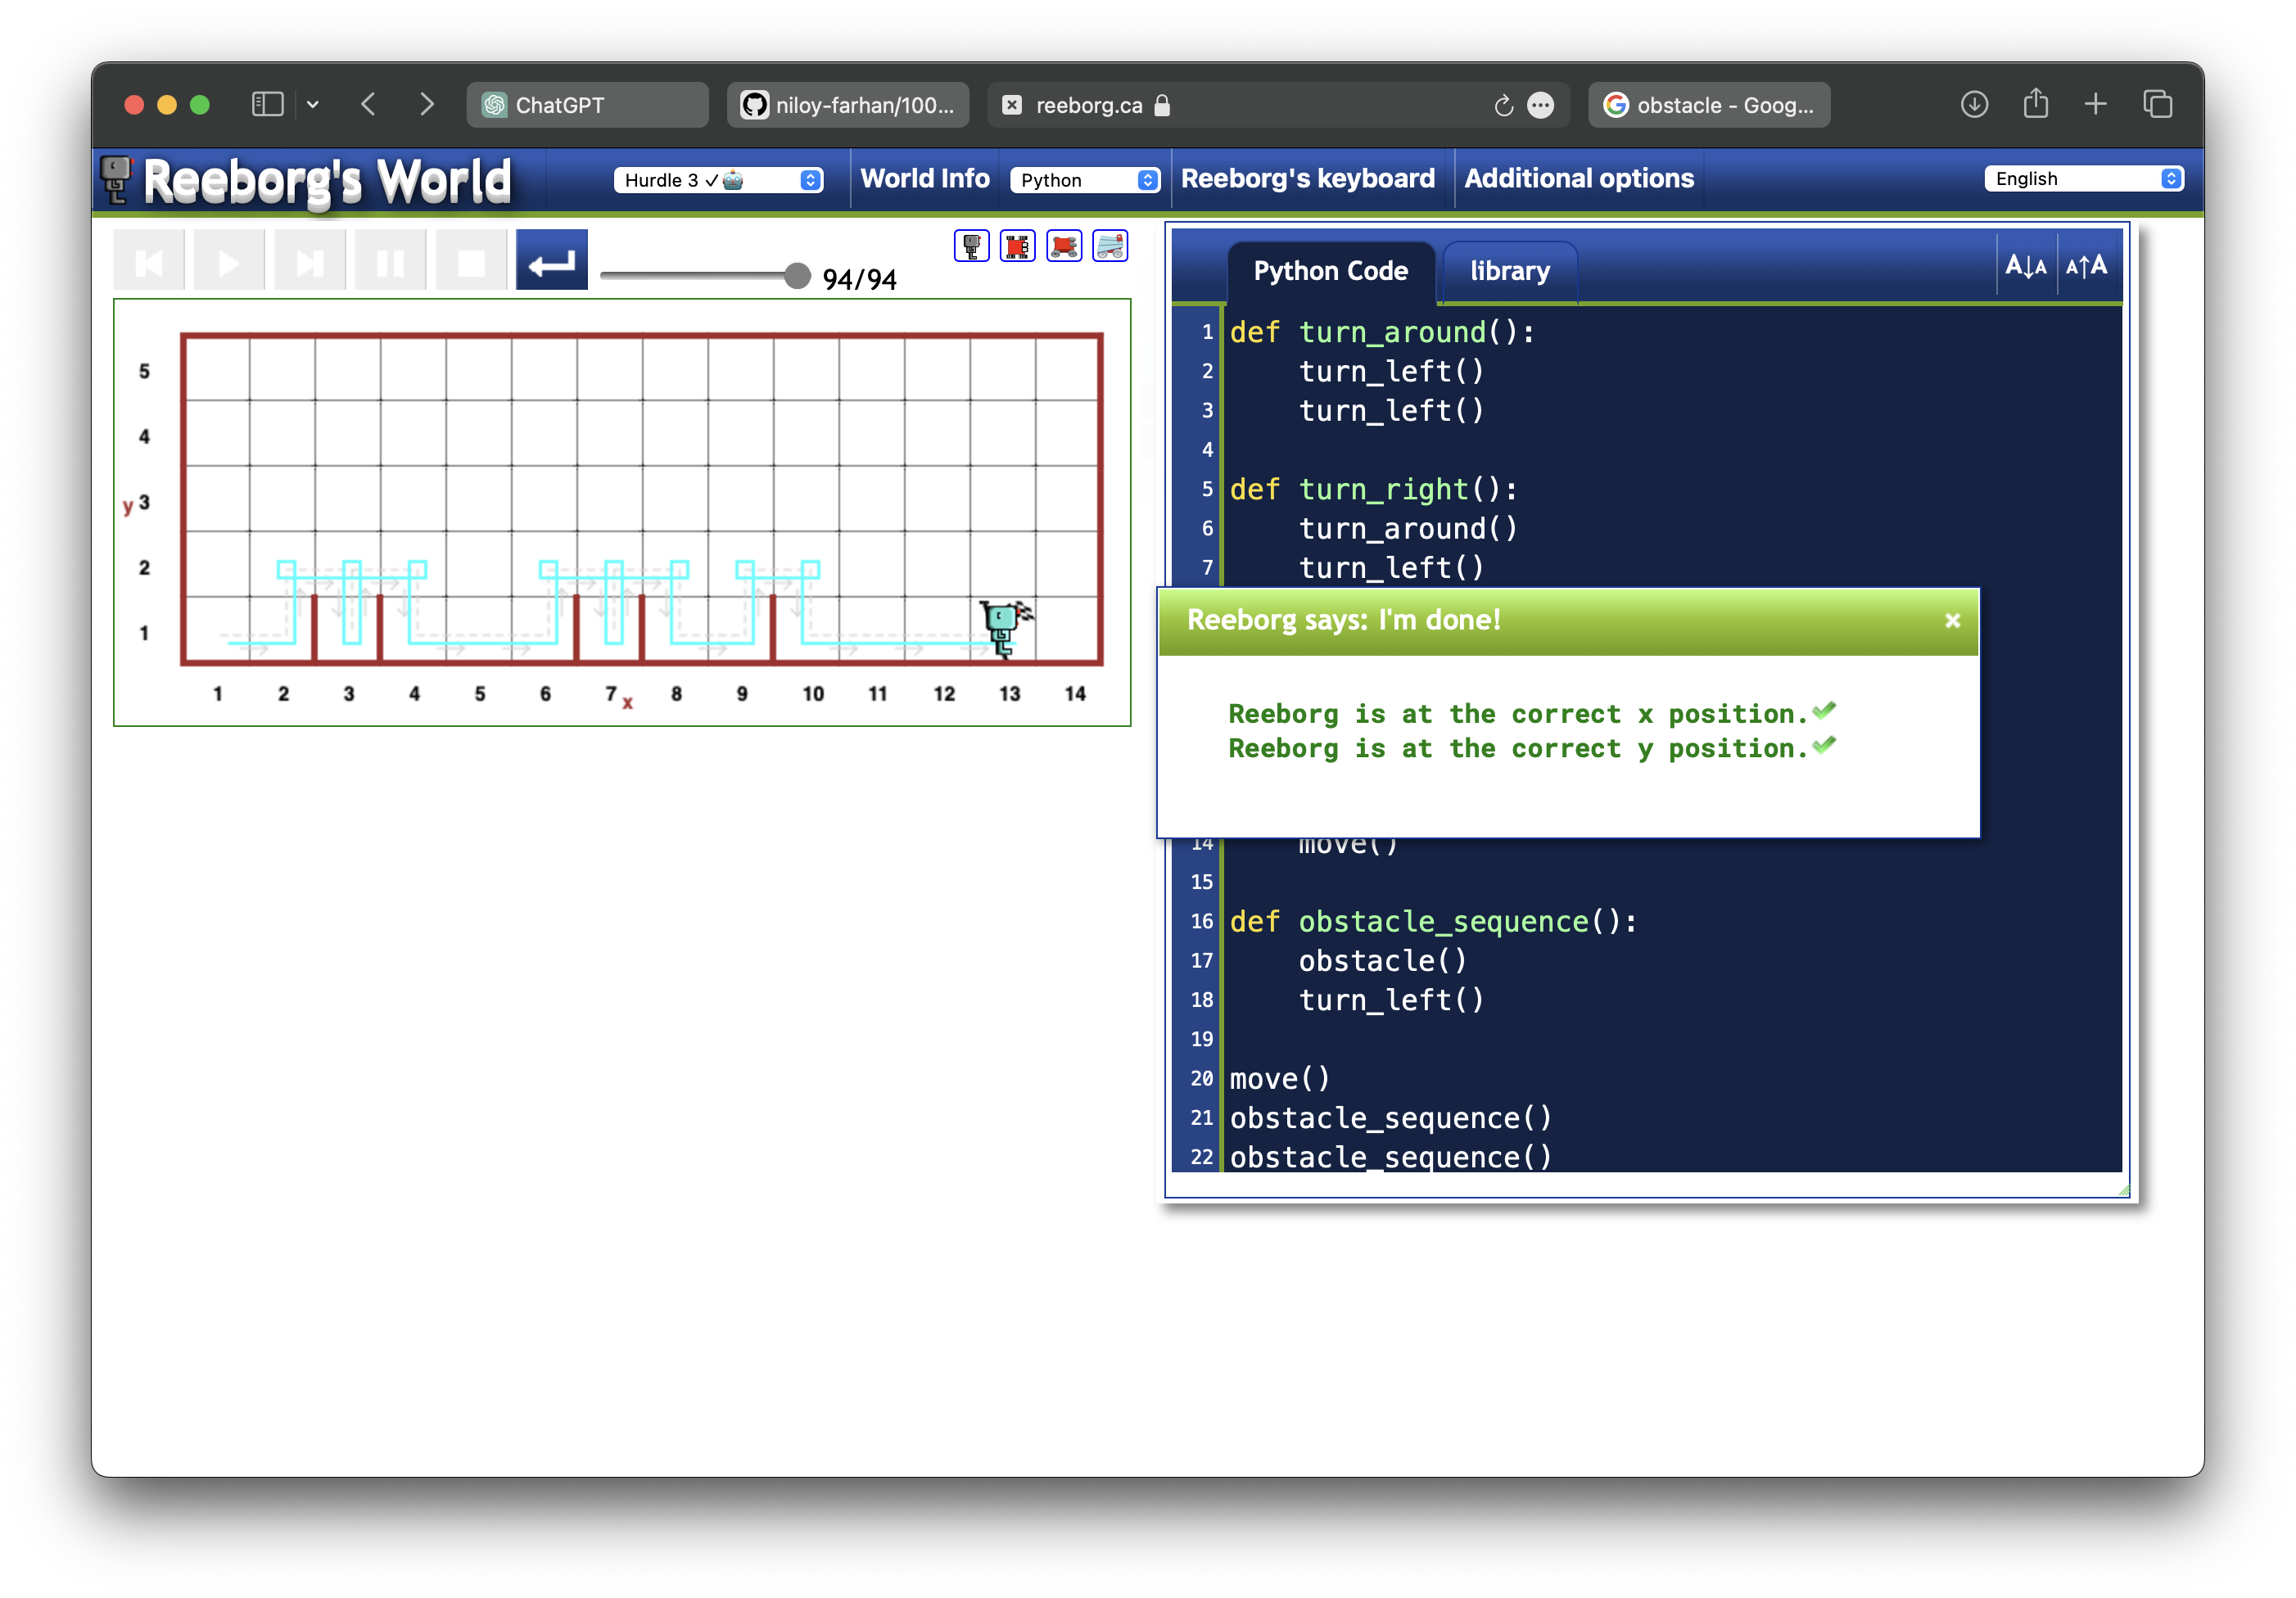 ChatGPT
niloy-farhan/100...
reeborg.ca
obstacle - Goog...
Reeborg's World
Hurdle 3 ✓
World Info
Python
Reeborg's keyboard
Additional options
English
94/94
Python Code
library
A↓A
A↑A
5
4
y 3
2
1
1 2 3 4 5 6 7 x 8 9 10 11 12 13 14
1 def turn_around():
2     turn_left()
3     turn_left()
4
5 def turn_right():
6     turn_around()
7     turn_left()
Reeborg says: I'm done!
×
Reeborg is at the correct x position.✔
Reeborg is at the correct y position.✔
14     move()
15
16 def obstacle_sequence():
17     obstacle()
18     turn_left()
19
20 move()
21 obstacle_sequence()
22 obstacle_sequence()